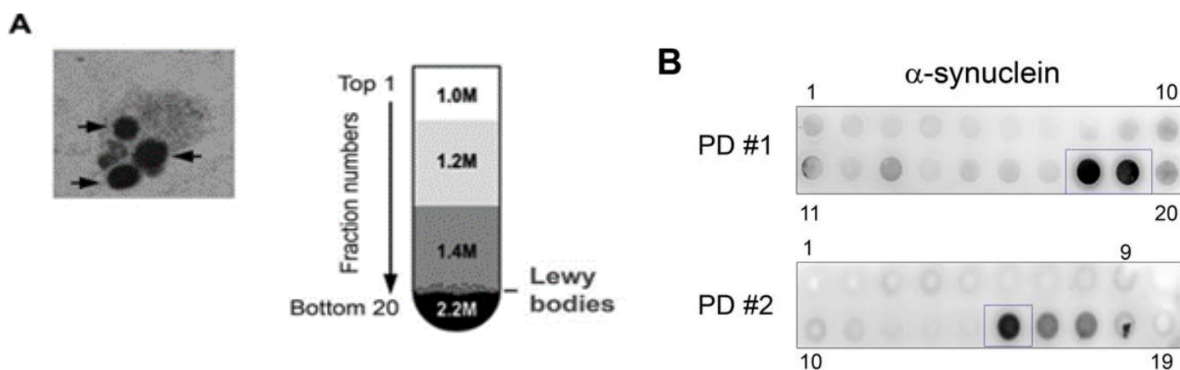 A
Top 1
Fraction numbers
Bottom 20
1.0M
1.2M
1.4M
2.2M
Lewy
bodies
B
α-synuclein
1 10
PD #1
11 20
1 9
PD #2
10 19